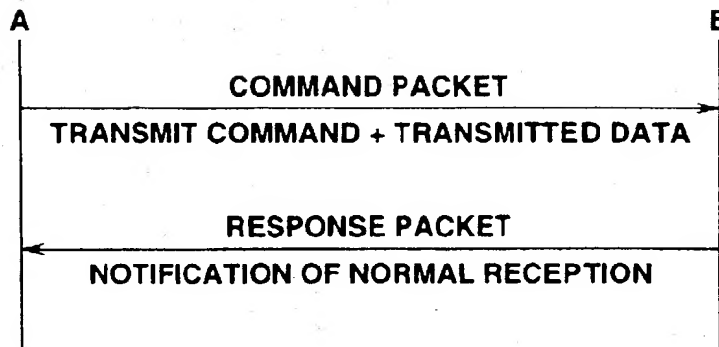 A
COMMAND PACKET
TRANSMIT COMMAND + TRANSMITTED DATA
RESPONSE PACKET
NOTIFICATION OF NORMAL RECEPTION